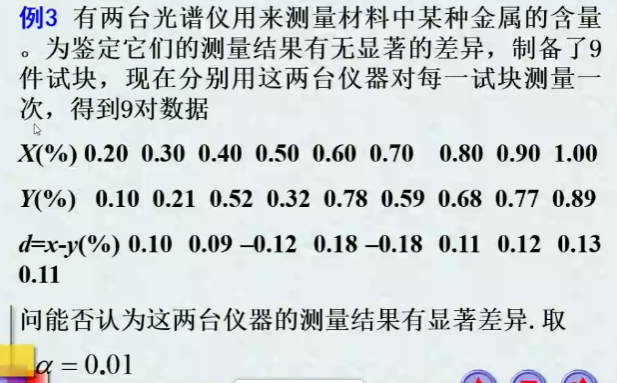 例3 有两台光谱仪用来测量材料中某种金属的含量
。为鉴定它们的测量结果有无显著的差异，制备了9
件试块，现在分别用这两台仪器对每一试块测量一
次，得到9对数据
X(%) 0.20 0.30 0.40 0.50 0.60 0.70 0.80 0.90 1.00
Y(%) 0.10 0.21 0.52 0.32 0.78 0.59 0.68 0.77 0.89
d=x-y(%) 0.10 0.09 –0.12 0.18 –0.18 0.11 0.12 0.13
0.11
问能否认为这两台仪器的测量结果有显著差异. 取
α = 0.01